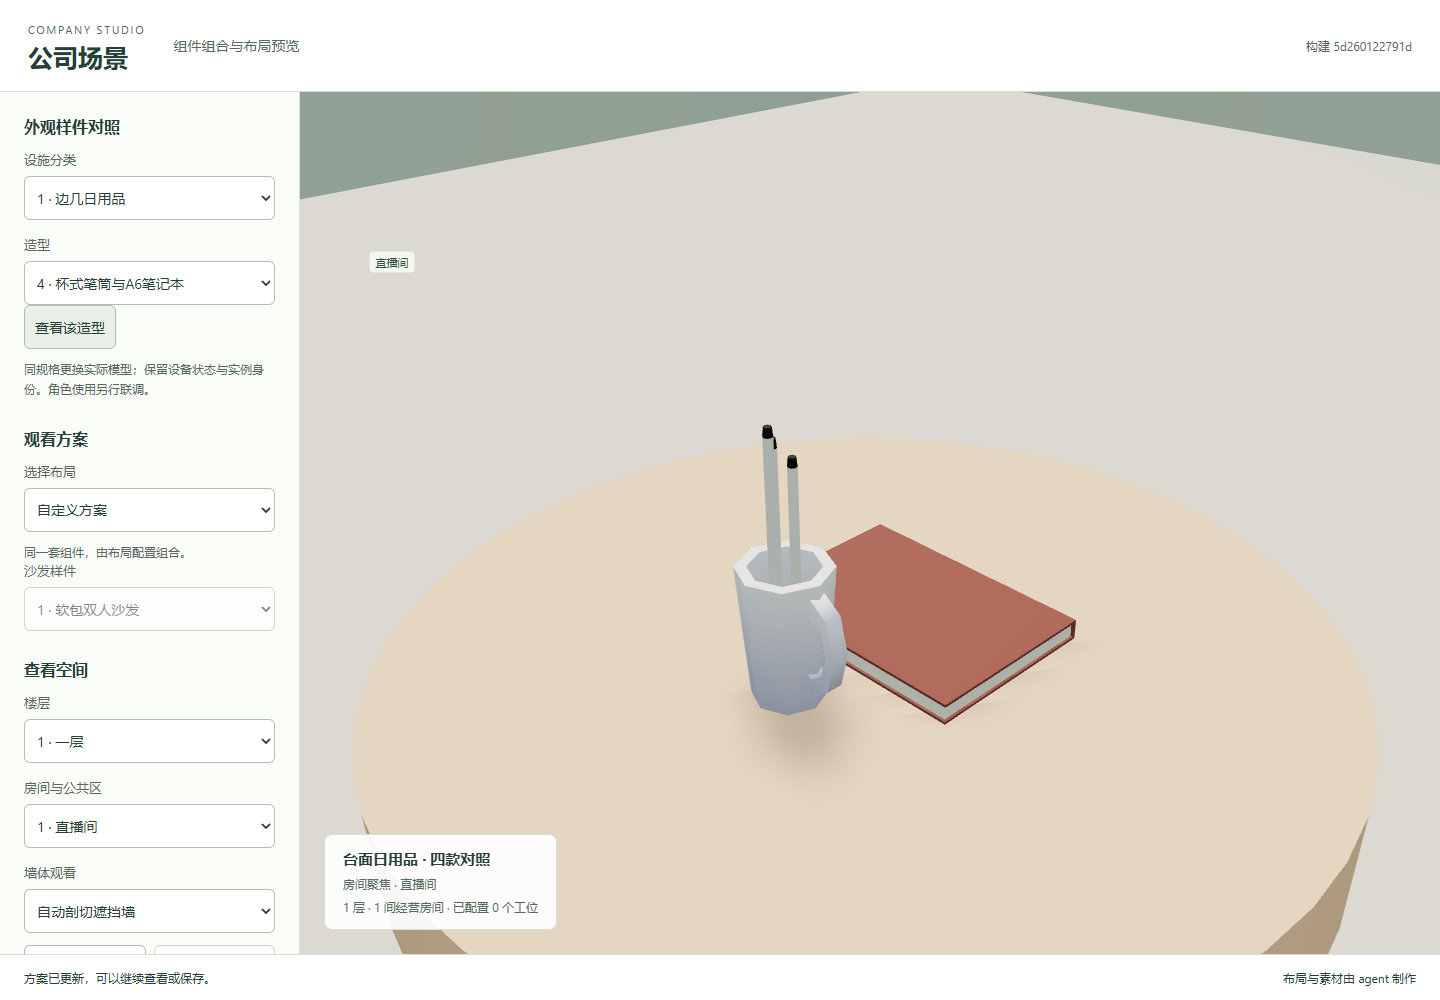 COMPANY STUDIO
公司场景
组件组合与布局预览
构建 5d260122791d
外观样件对照
设施分类
1 · 边几日用品
造型
4 · 杯式笔筒与A6笔记本
查看该造型
同规格更换实际模型；保留设备状态与实例身
份。角色使用另行联调。
观看方案
选择布局
自定义方案
同一套组件，由布局配置组合。
沙发样件
1 · 软包双人沙发
查看空间
楼层
1 · 一层
房间与公共区
1 · 直播间
墙体观看
自动剖切遮挡墙
直播间
台面日用品 · 四款对照
房间聚焦 · 直播间
1 层 · 1 间经营房间 · 已配置 0 个工位
方案已更新，可以继续查看或保存。
布局与素材由 agent 制作